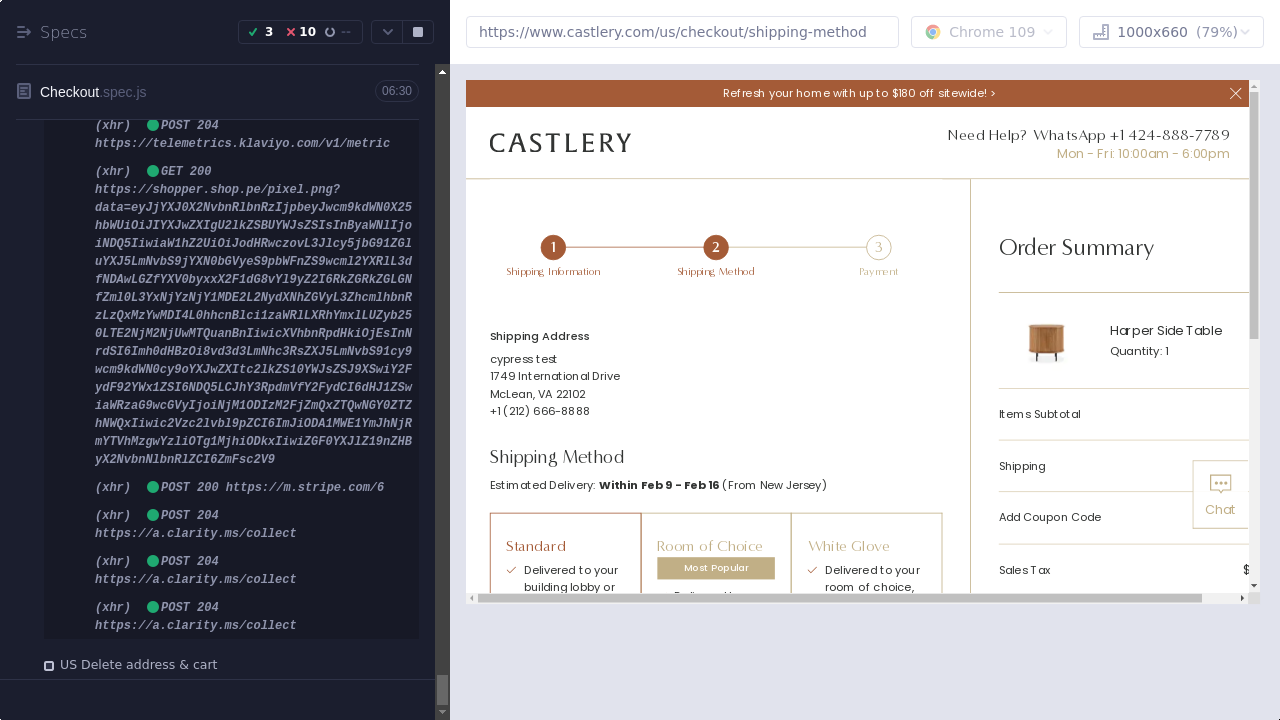 Specs
3
10
--
Checkout.spec.js
06:30
(xhr) POST 204
https://telemetrics.klaviyo.com/v1/metric
(xhr) GET 200
https://shopper.shop.pe/pixel.png?
(xhr) POST 200 https://m.stripe.com/6
(xhr) POST 204
https://a.clarity.ms/collect
(xhr) POST 204
https://a.clarity.ms/collect
(xhr) POST 204
https://a.clarity.ms/collect
US Delete address & cart
https://www.castlery.com/us/checkout/shipping-method
Chrome 109
1000x660 (79%)
Refresh your home with up to $180 off sitewide! >
CASTLERY
Need Help? WhatsApp +1 424-888-7789
Mon - Fri: 10:00am - 6:00pm
1
2
3
Shipping Information
Shipping Method
Payment
Shipping Address
cypress test
1749 International Drive
McLean, VA 22102
+1 (212) 666-8888
Shipping Method
Estimated Delivery: Within Feb 9 - Feb 16 (From New Jersey)
Standard
Delivered to your
building lobby or
Room of Choice
Most Popular
White Glove
Delivered to your
room of choice,
Order Summary
Harper Side Table
Quantity: 1
Items Subtotal
Shipping
Add Coupon Code
Sales Tax
$
Chat